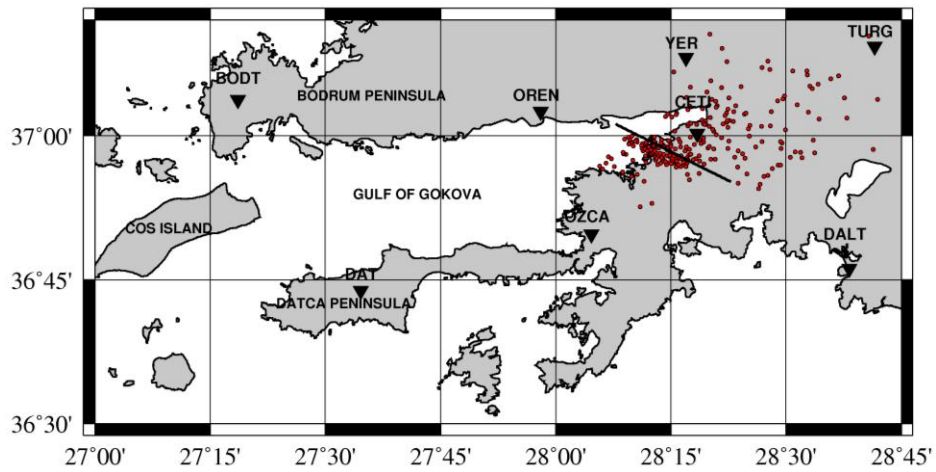 TURG
YER
BODT
OREN
BODRUM PENINSULA
CETI
37°00'
GULF OF GOKOVA
OZCA
COS ISLAND
DALT
DAT
36°45'
DATCA PENINSULA
36°30'
27°00' 27°15' 27°30' 27°45' 28°00' 28°15' 28°30' 28°45'